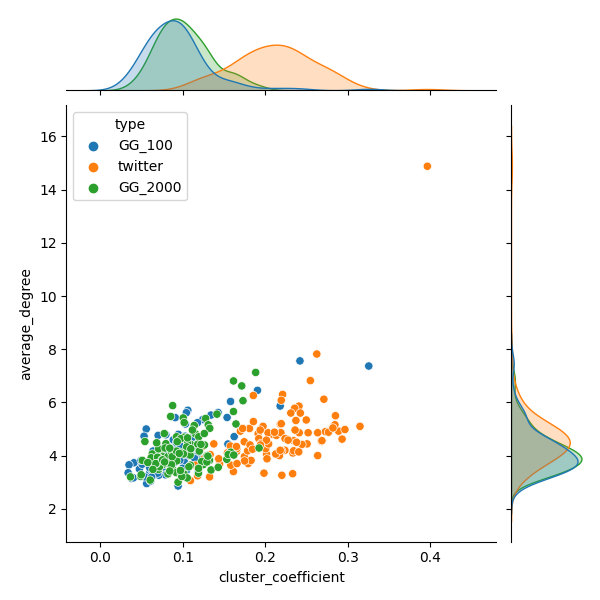 type
GG_100
twitter
GG_2000
16
14
12
10
8
6
4
2
average_degree
0.0 0.1 0.2 0.3 0.4
cluster_coefficient